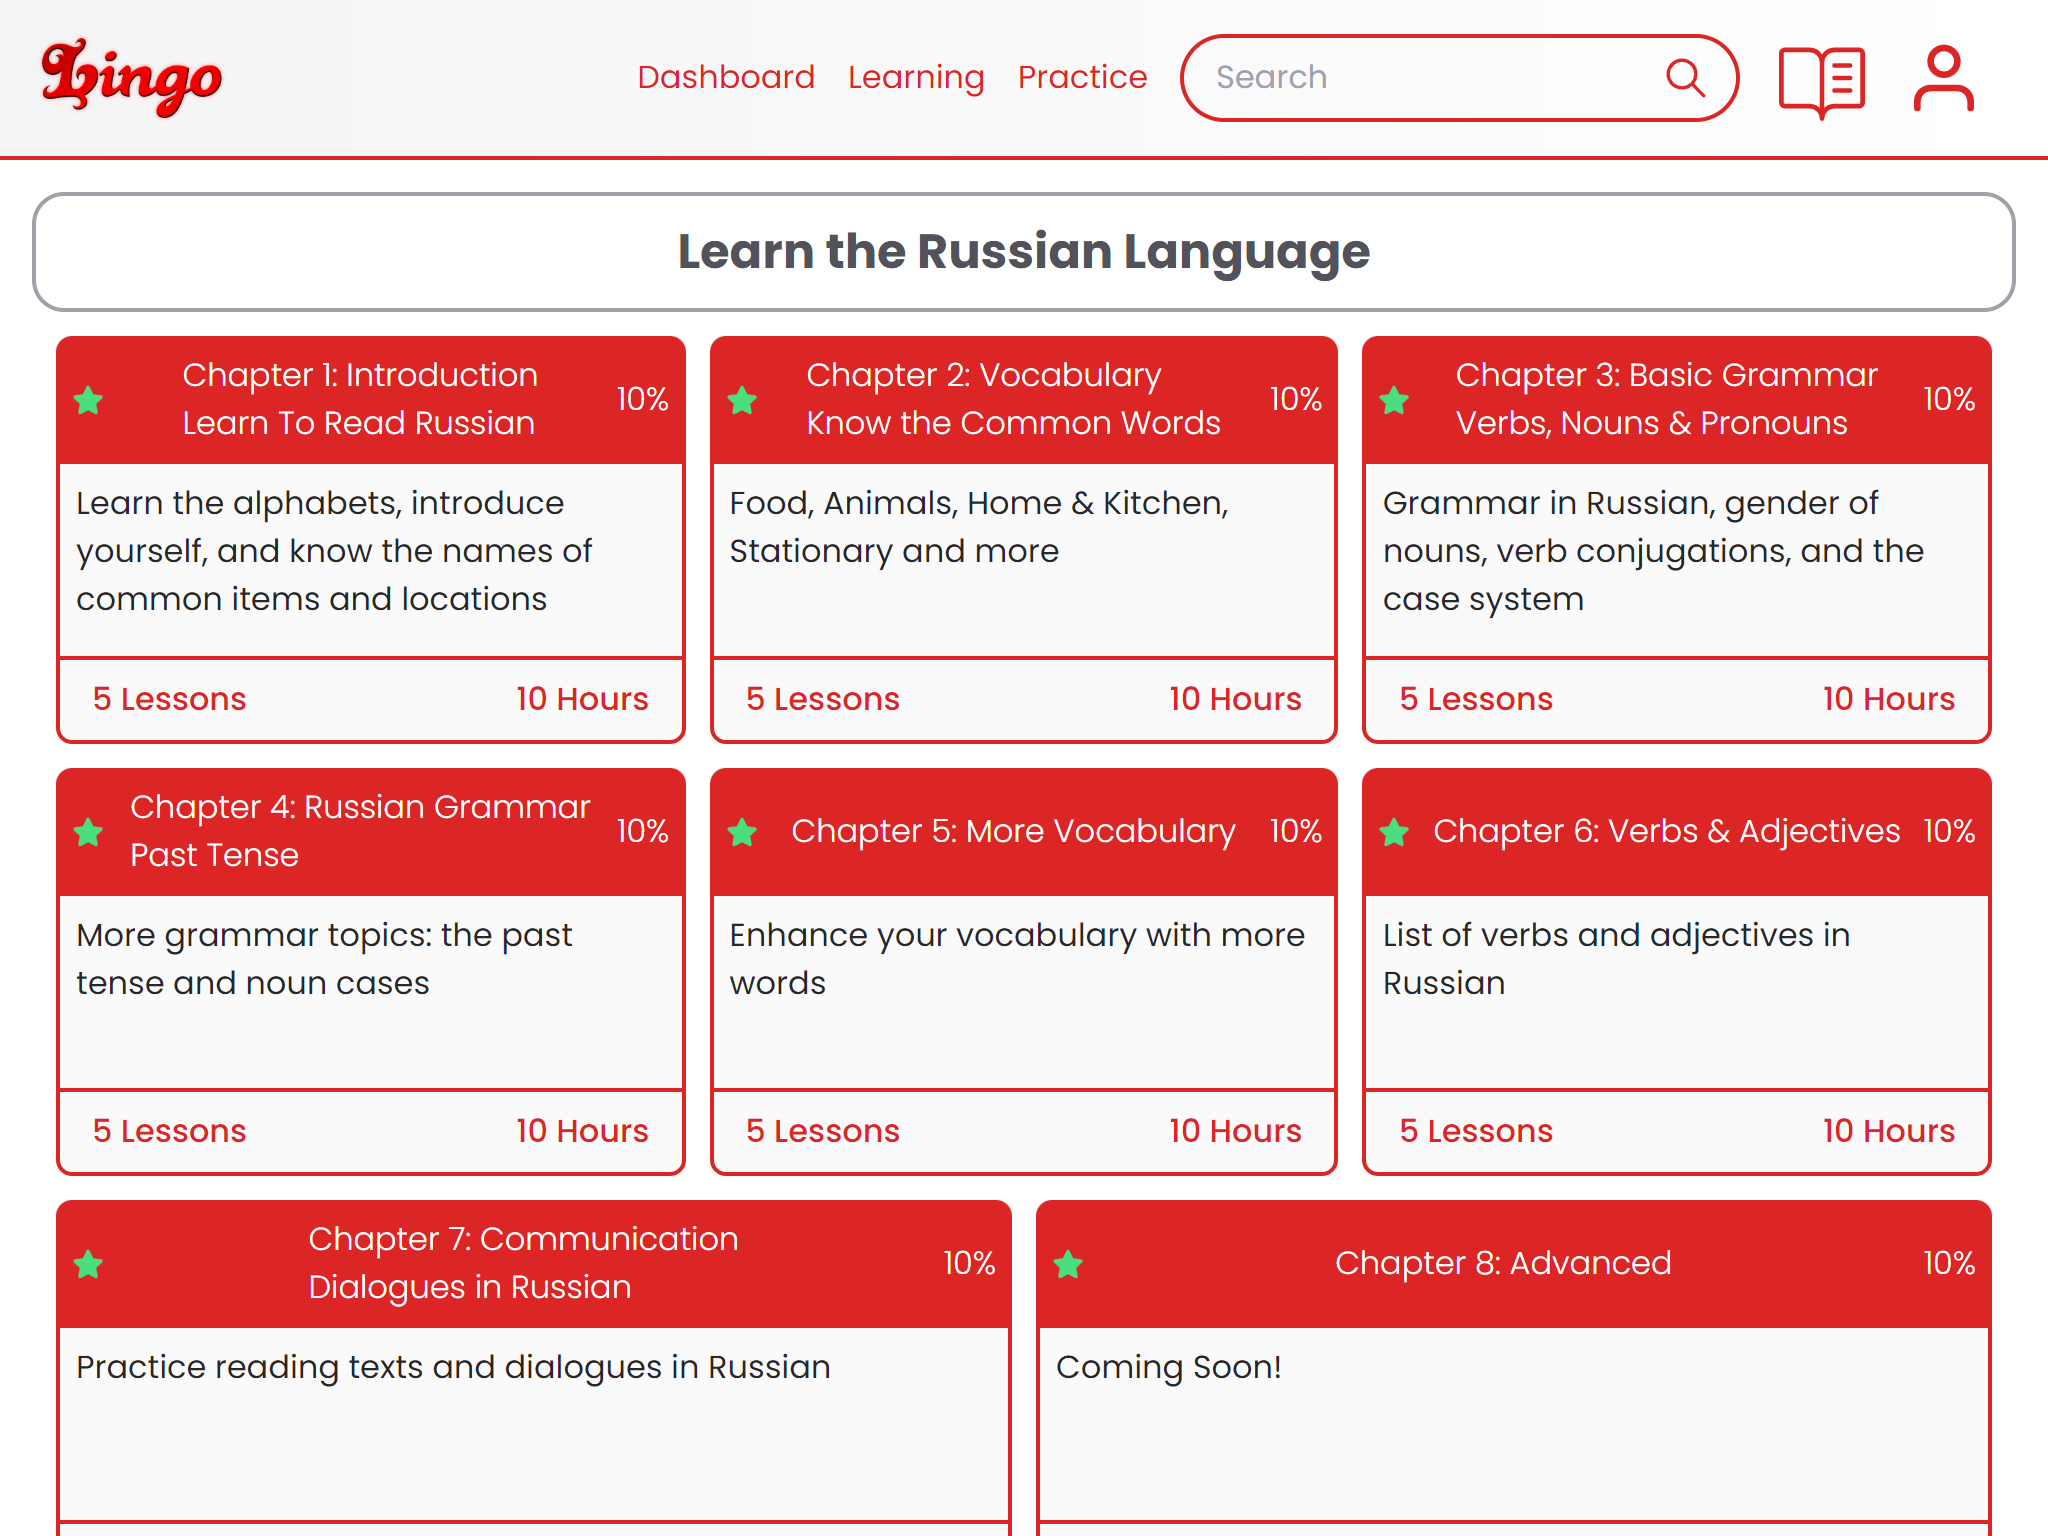 Lingo
Dashboard Learning Practice Search
Learn the Russian Language
Chapter 1: Introduction
Learn To Read Russian
10%
Learn the alphabets, introduce
yourself, and know the names of
common items and locations
5 Lessons 10 Hours
Chapter 2: Vocabulary
Know the Common Words
10%
Food, Animals, Home & Kitchen,
Stationary and more
5 Lessons 10 Hours
Chapter 3: Basic Grammar
Verbs, Nouns & Pronouns
10%
Grammar in Russian, gender of
nouns, verb conjugations, and the
case system
5 Lessons 10 Hours
Chapter 4: Russian Grammar
Past Tense
10%
More grammar topics: the past
tense and noun cases
5 Lessons 10 Hours
Chapter 5: More Vocabulary 10%
Enhance your vocabulary with more
words
5 Lessons 10 Hours
Chapter 6: Verbs & Adjectives 10%
List of verbs and adjectives in
Russian
5 Lessons 10 Hours
Chapter 7: Communication
Dialogues in Russian
10%
Practice reading texts and dialogues in Russian
Chapter 8: Advanced 10%
Coming Soon!